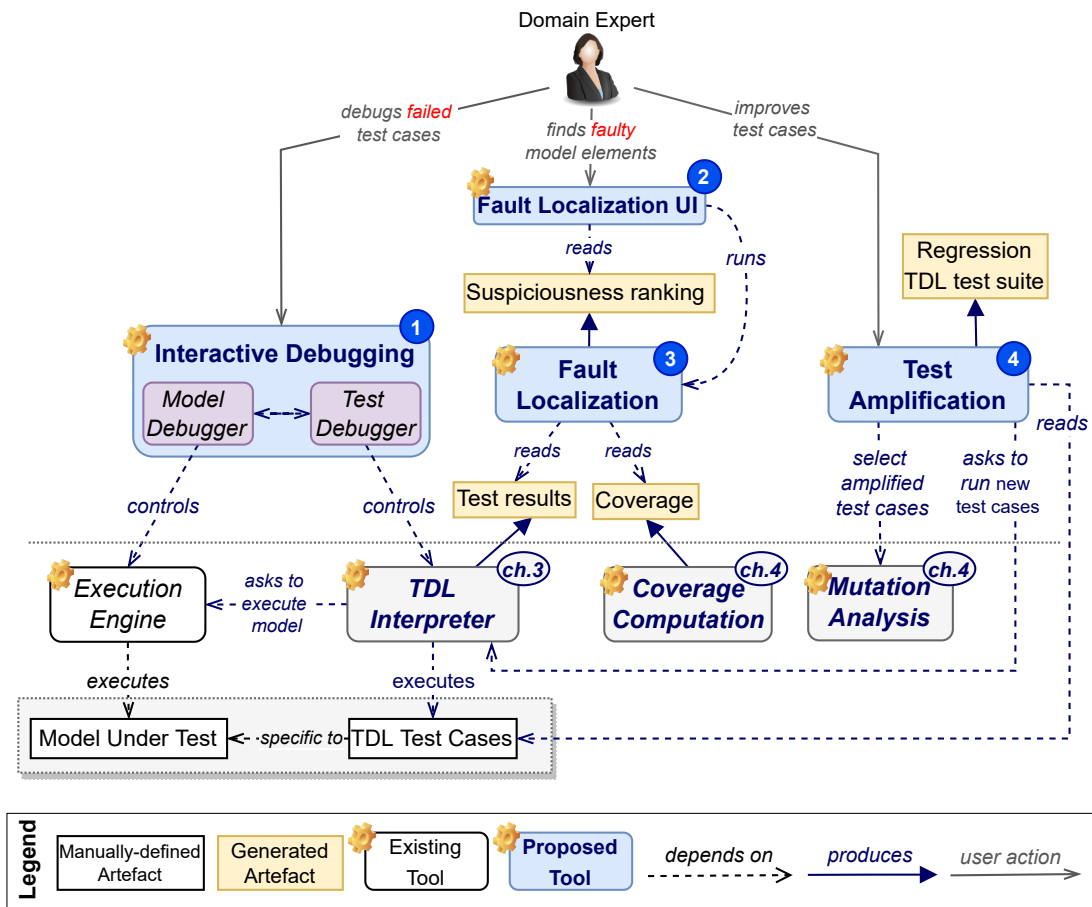 Domain Expert
debugs failed
test cases
finds faulty
model elements
improves
test cases
2
Fault Localization UI
reads
runs
Suspiciousness ranking
Regression
TDL test suite
1
Interactive Debugging
Model
Debugger
Test
Debugger
3
Fault
Localization
4
Test
Amplification
reads
reads
reads
select
amplified
test cases
asks to
run new
test cases
controls
controls
Test results
Coverage
Execution
Engine
asks to
execute
model
ch.3
TDL
Interpreter
ch.4
Coverage
Computation
ch.4
Mutation
Analysis
executes
executes
Model Under Test
specific to
TDL Test Cases
Legend
Manually-defined
Artefact
Generated
Artefact
Existing
Tool
Proposed
Tool
depends on
produces
user action